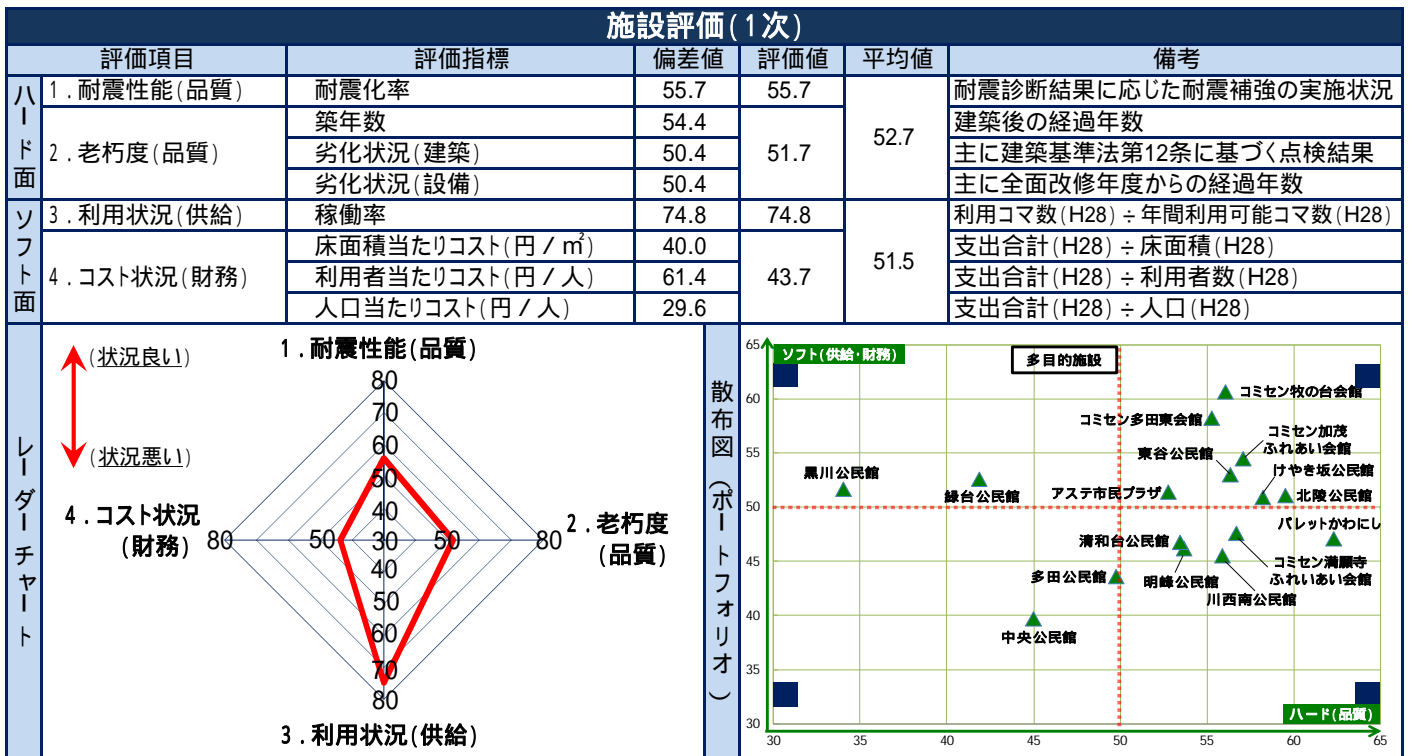 施設評価(1次)
評価項目 評価指標 偏差値 評価値 平均値 備考
ハード面
1.耐震性能(品質) 耐震化率 55.7 55.7 52.7 耐震診断結果に応じた耐震補強の実施状況
2.老朽度(品質) 築年数 54.4 51.7 建築後の経過年数
劣化状況(建築) 50.4 主に建築基準法第12条に基づく点検結果
劣化状況(設備) 50.4 主に全面改修年度からの経過年数
ソフト面
3.利用状況(供給) 稼働率 74.8 74.8 51.5 利用コマ数(H28)÷年間利用可能コマ数(H28)
4.コスト状況(財務) 床面積当たりコスト(円/㎡) 40.0 43.7 支出合計(H28)÷床面積(H28)
利用者当たりコスト(円/人) 61.4 支出合計(H28)÷利用者数(H28)
人口当たりコスト(円/人) 29.6 支出合計(H28)÷人口(H28)
レーダーチャート
(状況良い)
(状況悪い)
1.耐震性能(品質)
80
70
60
50
40
30
4.コスト状況
(財務)
80
50
50
80
2.老朽度
(品質)
40
50
60
70
80
3.利用状況(供給)
散布図(ポートフォリオ)
ソフト(供給・財務)
多目的施設
65
60
55
50
45
40
35
30
コミセン牧の台会館
コミセン多田東会館
コミセン加茂
ふれあい会館
東谷公民館
けやき坂公民館
黒川公民館
緑台公民館
アステ市民プラザ
北陵公民館
パレットかわにし
清和台公民館
多田公民館
明峰公民館
コミセン満願寺
ふれいあい会館
川西南公民館
中央公民館
ハード(品質)
30 35 40 45 50 55 60 65